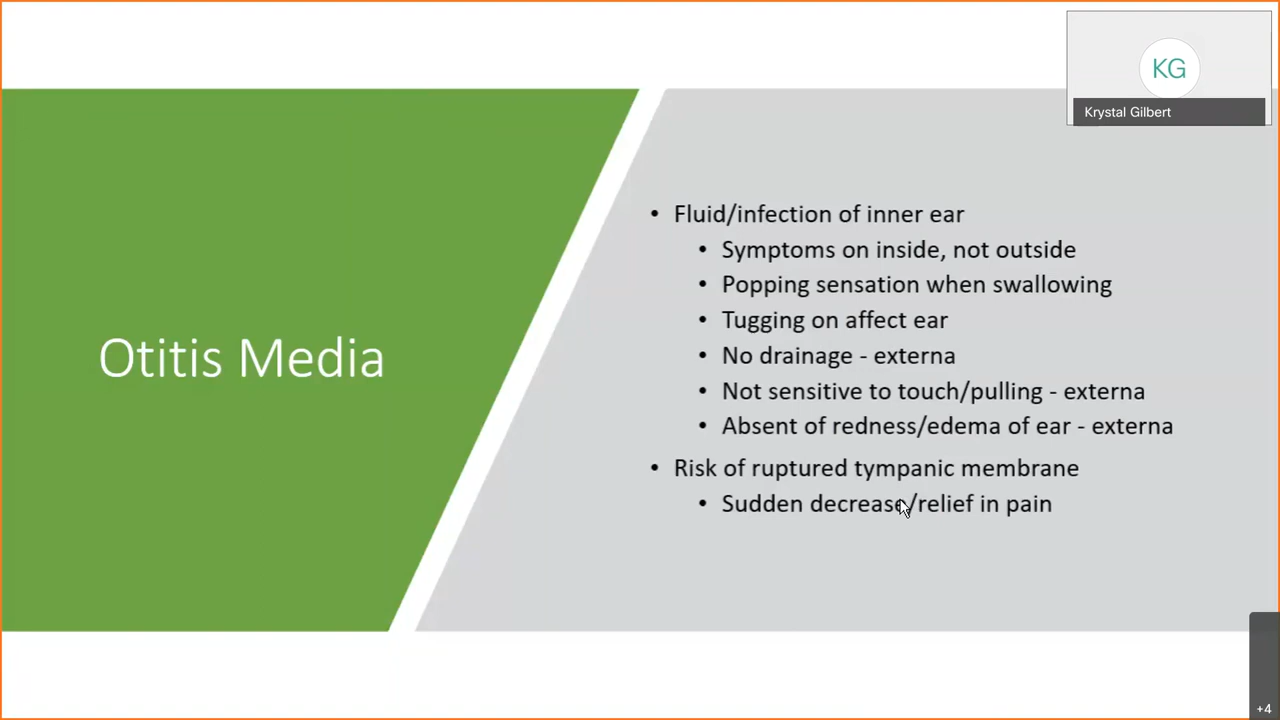 KG
Krystal Gilbert
Otitis Media
• Fluid/infection of inner ear
• Symptoms on inside, not outside
• Popping sensation when swallowing
• Tugging on affect ear
• No drainage - externa
• Not sensitive to touch/pulling - externa
• Absent of redness/edema of ear - externa
• Risk of ruptured tympanic membrane
• Sudden decrease/relief in pain
+4